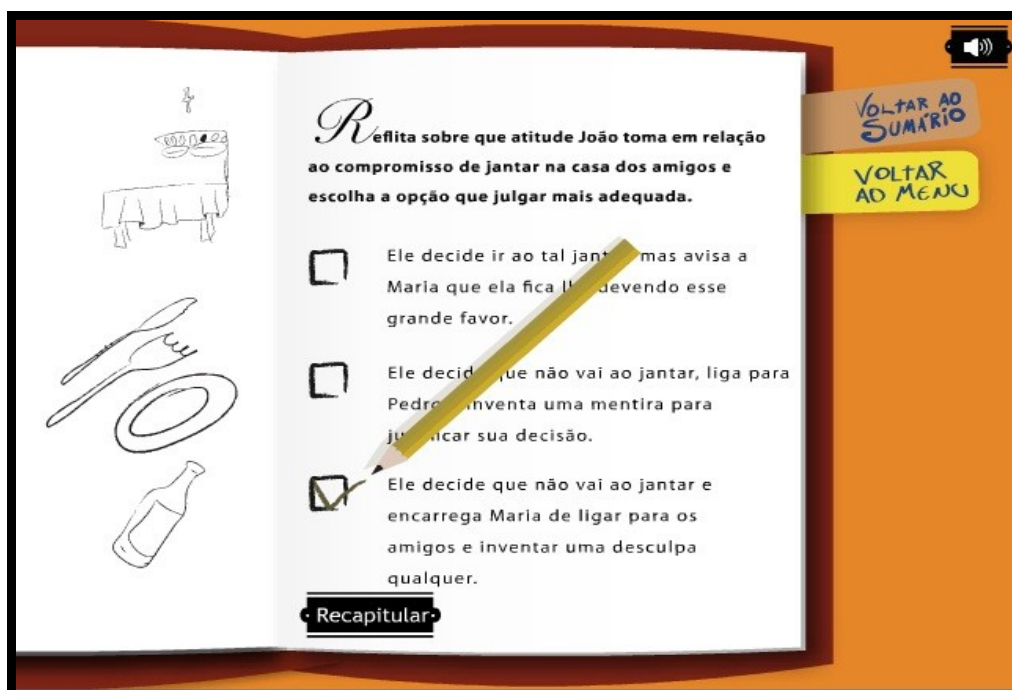 Reflita sobre que atitude João toma em relação
ao compromisso de jantar na casa dos amigos e
escolha a opção que julgar mais adequada.
Ele decide ir ao tal mas avisa a
Maria que ela fica devendo esse
grande favor.
Ele que não vai ao jantar, liga para
inventa uma mentira para
sua decisão.
Ele decide que não vai ao jantar e
encarrega Maria de ligar para os
amigos e inventar uma desculpa
qualquer.
Recapitular
VOLTAR AO
SUMÁRIO
VOLTAR
AO MENU